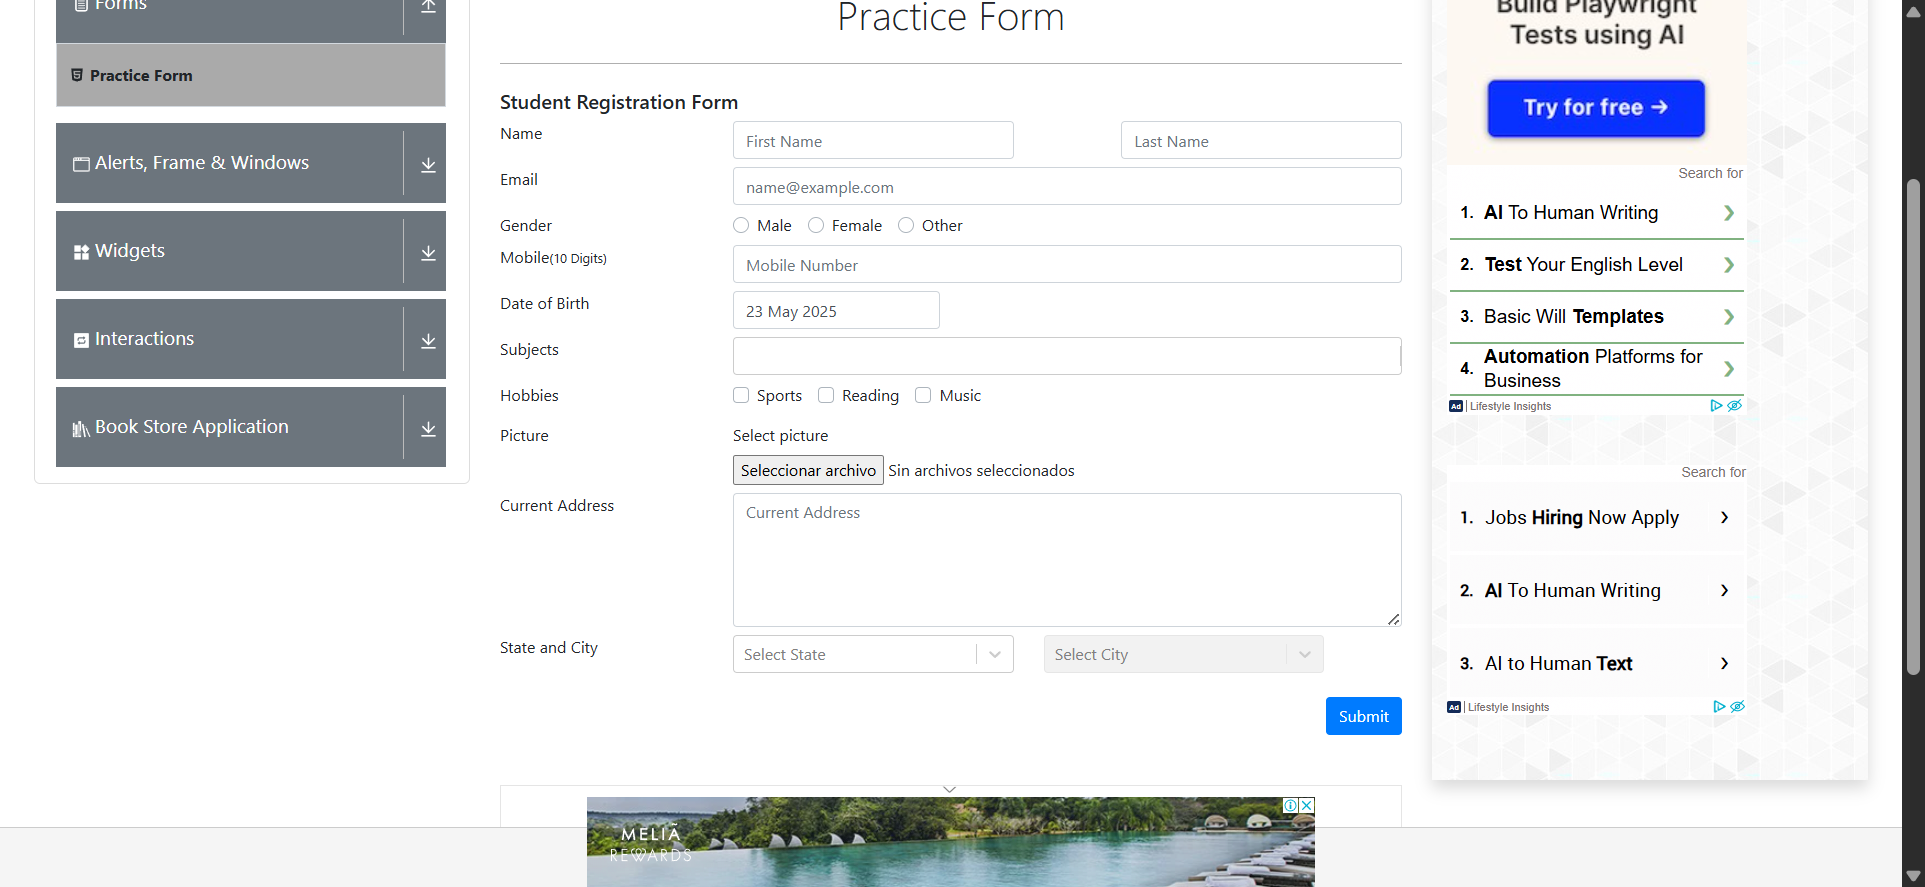 Forms
Practice Form
Alerts, Frame & Windows
Widgets
Interactions
Book Store Application
Practice Form
Student Registration Form
Name
First Name
Last Name
Email
name@example.com
Gender
Male
Female
Other
Mobile(10 Digits)
Mobile Number
Date of Birth
23 May 2025
Subjects
Hobbies
Sports
Reading
Music
Picture
Select picture
Seleccionar archivo
Sin archivos seleccionados
Current Address
Current Address
State and City
Select State
Select City
Submit
MELIÃ
REWARDS
Build Playwright
Tests using AI
Try for free →
Search for
1. AI To Human Writing
2. Test Your English Level
3. Basic Will Templates
4. Automation Platforms for
Business
Ad | Lifestyle Insights
Search for
1. Jobs Hiring Now Apply
2. AI To Human Writing
3. AI to Human Text
Ad | Lifestyle Insights